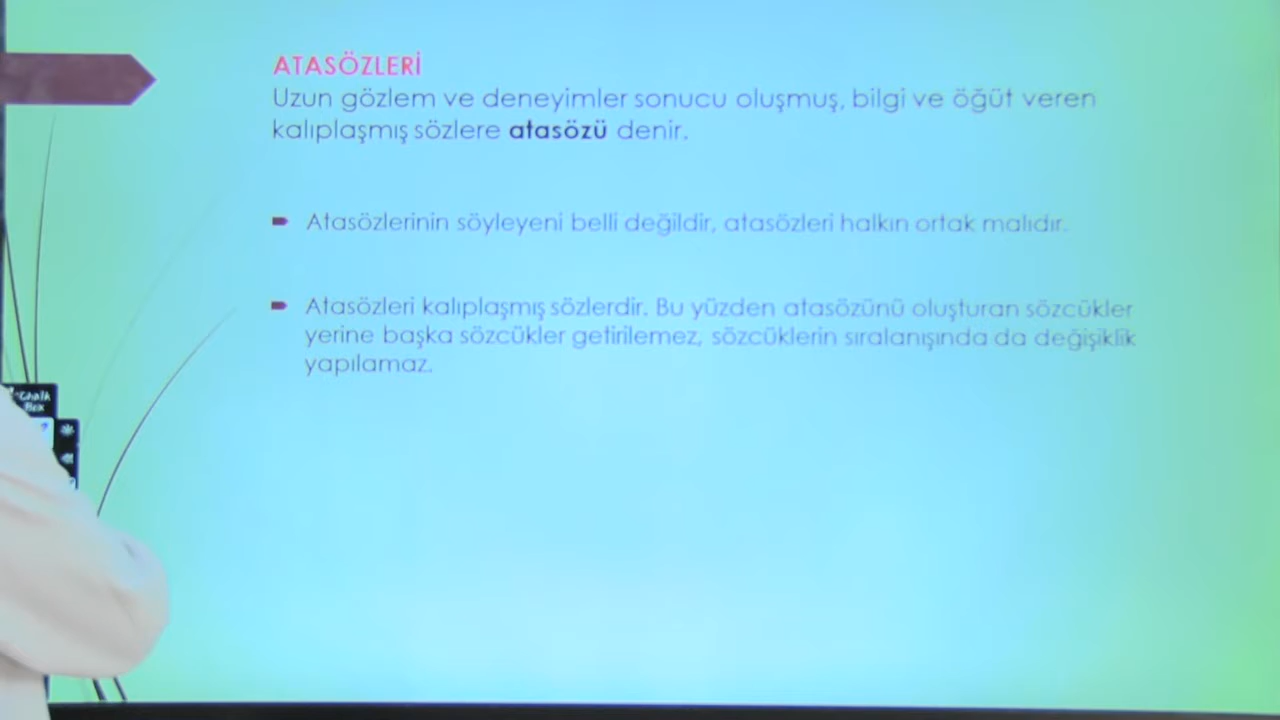 ATASÖZLERİ
Uzun gözlem ve deneyimler sonucu oluşmuş, bilgi ve öğüt veren
kalıplaşmış sözlere atasözü denir.
Atasözlerinin söyleyeni belli değildir, atasözleri halkın ortak malıdır.
Atasözleri kalıplaşmış sözlerdir. Bu yüzden atasözünü oluşturan sözcükler
yerine başka sözcükler getirilemez, sözcüklerin sıralanışında da değişiklik
yapılamaz.
Chalk
Box